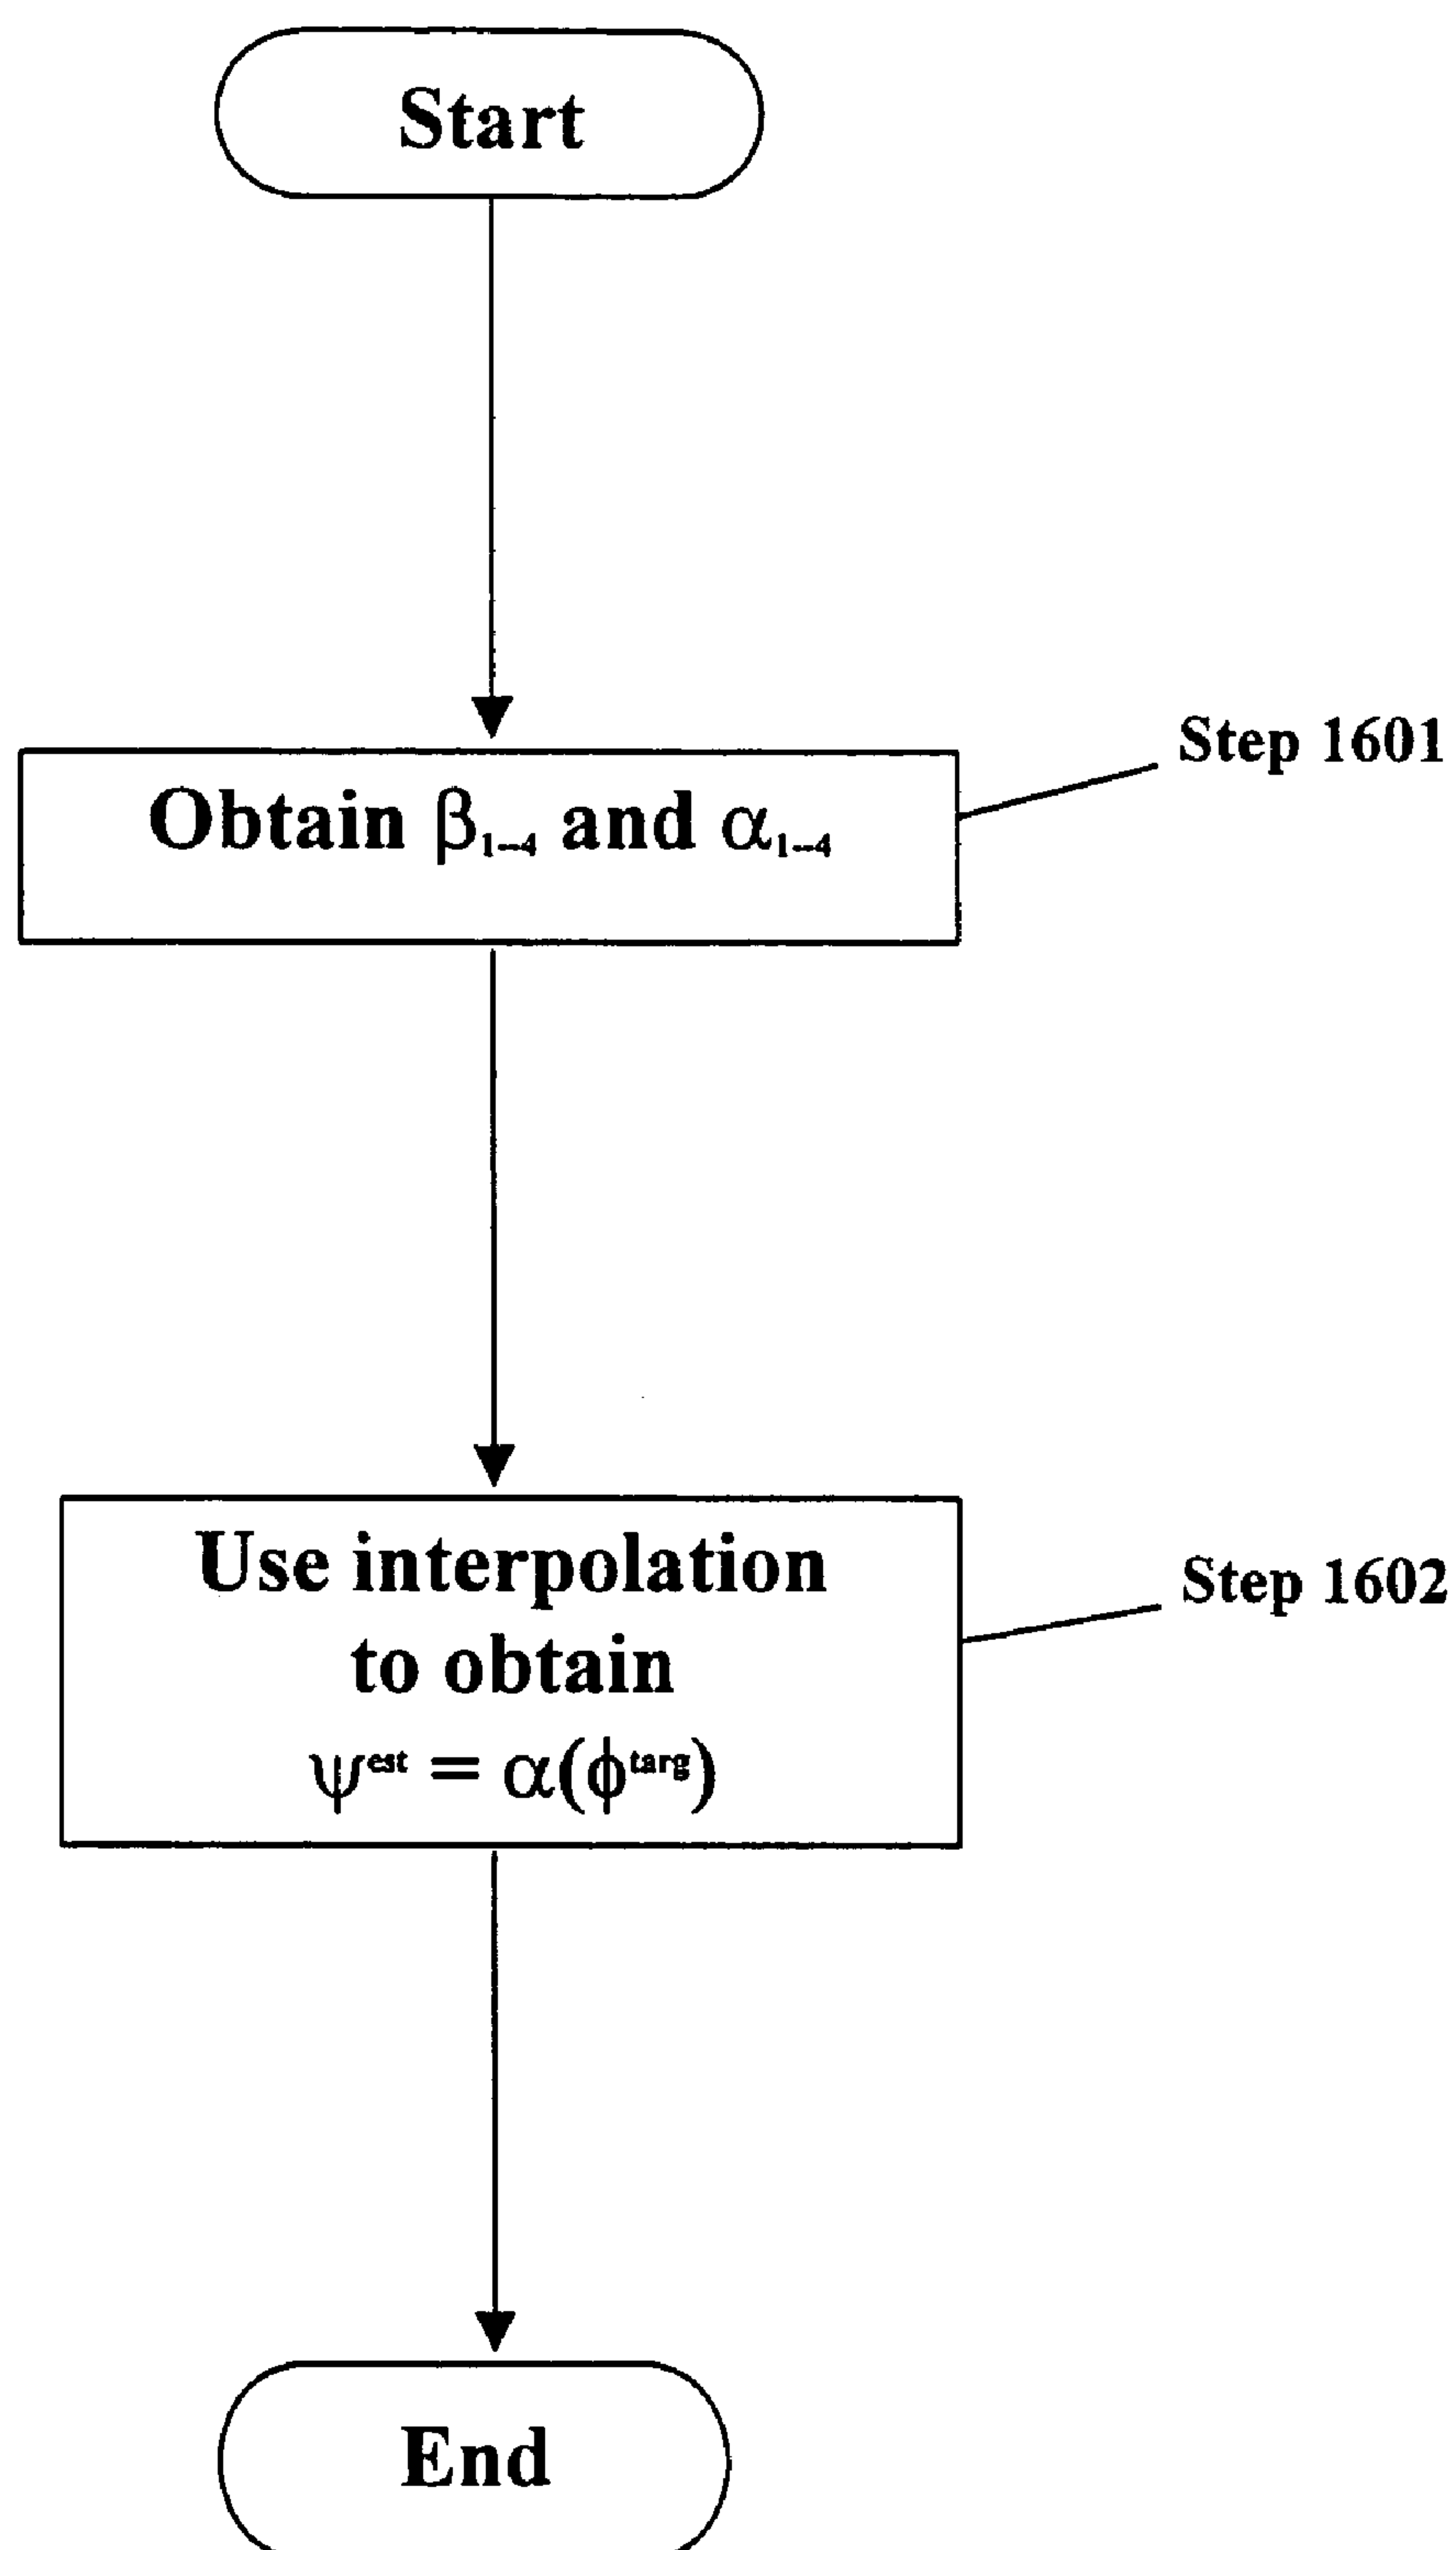 Start
Step 1601
Obtain β₁₋₄ and α₁₋₄
Step 1602
Use interpolation
to obtain
ψᵉˢᵗ = α(ϕᵗᵃʳᵍ)
End